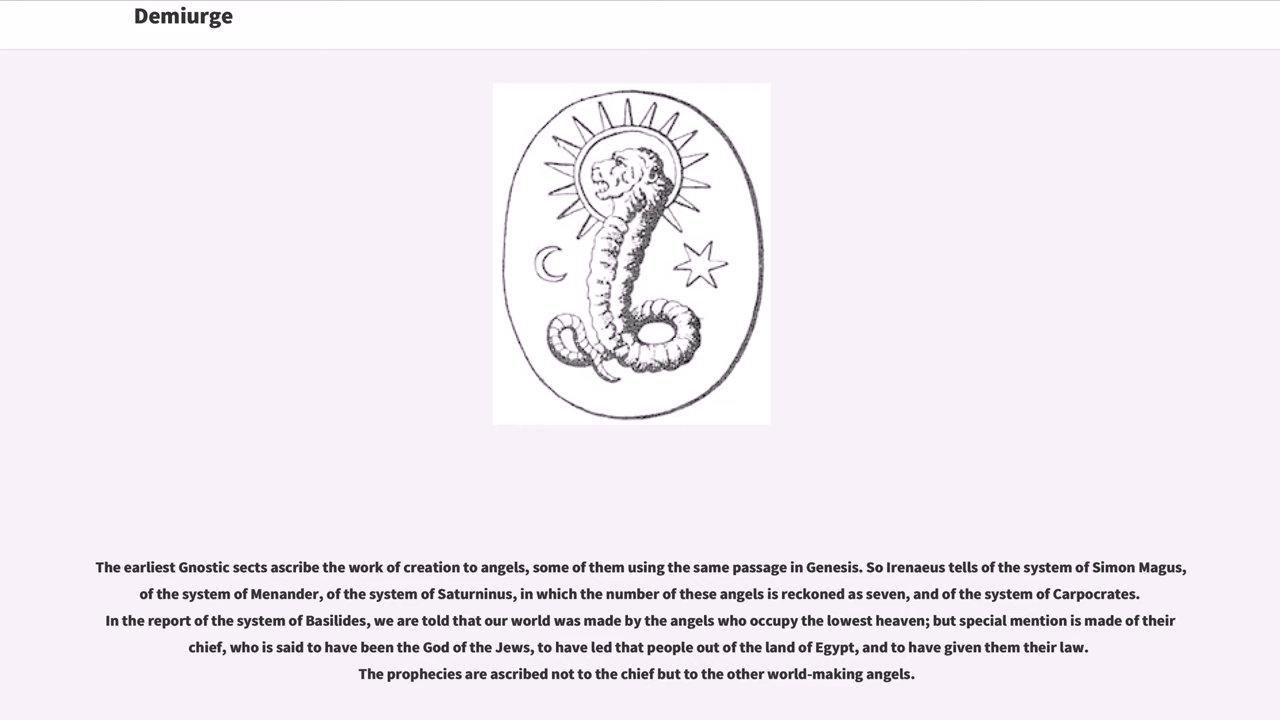 Demiurge
The earliest Gnostic sects ascribe the work of creation to angels, some of them using the same passage in Genesis. So Irenaeus tells of the system of Simon Magus,
of the system of Menander, of the system of Saturninus, in which the number of these angels is reckoned as seven, and of the system of Carpocrates.
In the report of the system of Basilides, we are told that our world was made by the angels who occupy the lowest heaven; but special mention is made of their
chief, who is said to have been the God of the Jews, to have led that people out of the land of Egypt, and to have given them their law.
The prophecies are ascribed not to the chief but to the other world-making angels.